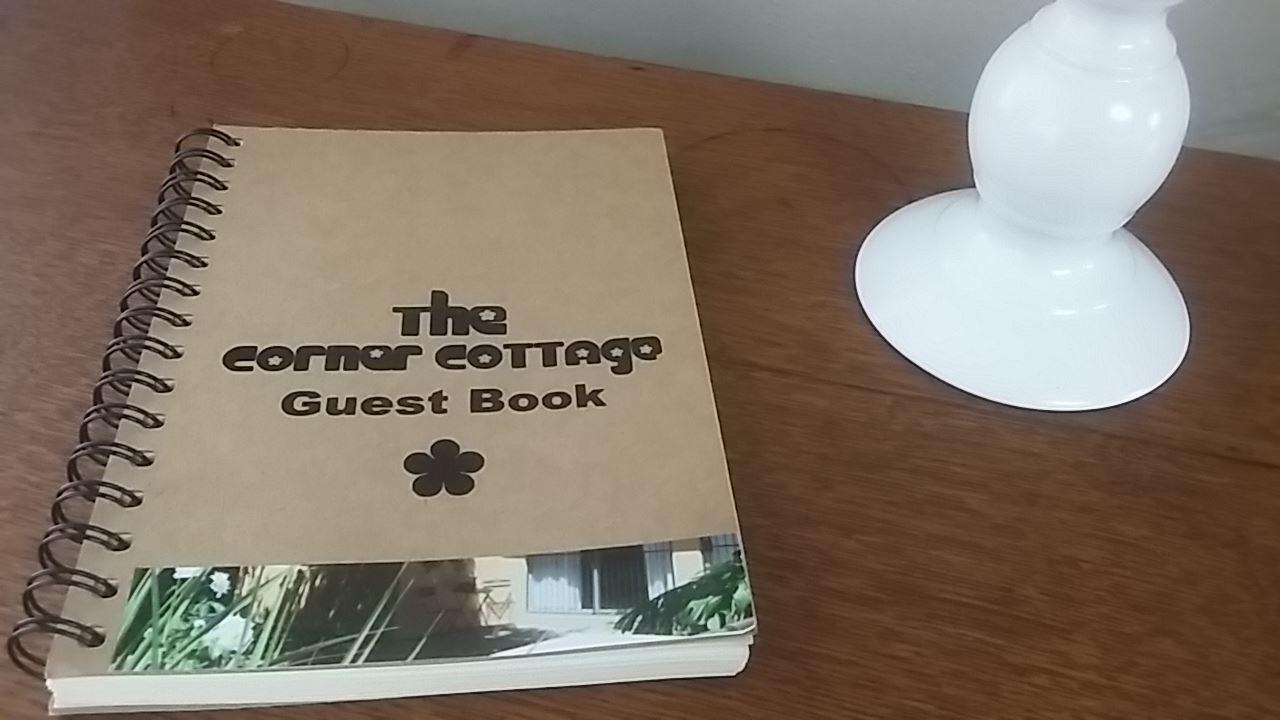 The
corner cottage
Guest Book